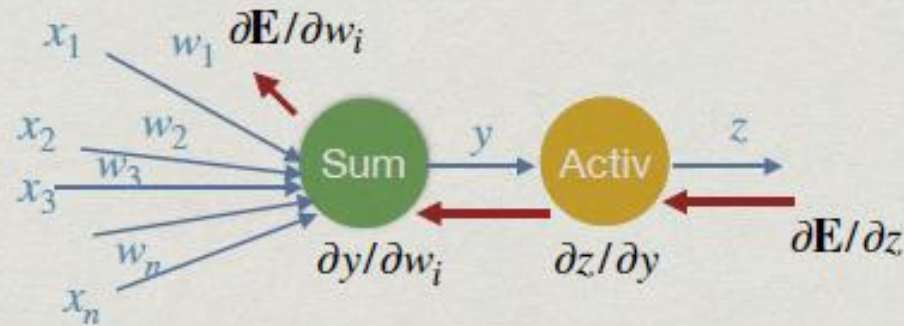 x₁ w₁ ∂E/∂wᵢ
x₂ w₂
x₃ w₃ Sum y Activ z
wₙ ∂y/∂wᵢ ∂z/∂y ∂E/∂z
xₙ